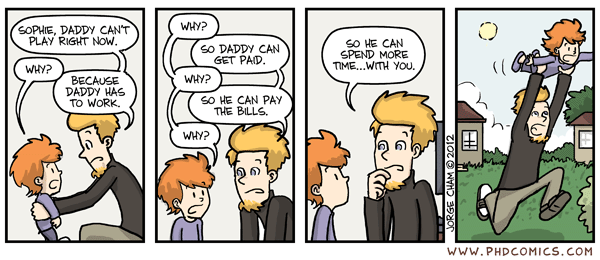 SOPHIE, DADDY CAN'T
PLAY RIGHT NOW.
WHY?
BECAUSE
DADDY HAS
TO WORK.
WHY?
SO DADDY CAN
GET PAID.
WHY?
SO HE CAN PAY
THE BILLS.
WHY?
SO HE CAN
SPEND MORE
TIME...WITH YOU.
JORGE CHAM © 2012
WWW.PHDCOMICS.COM